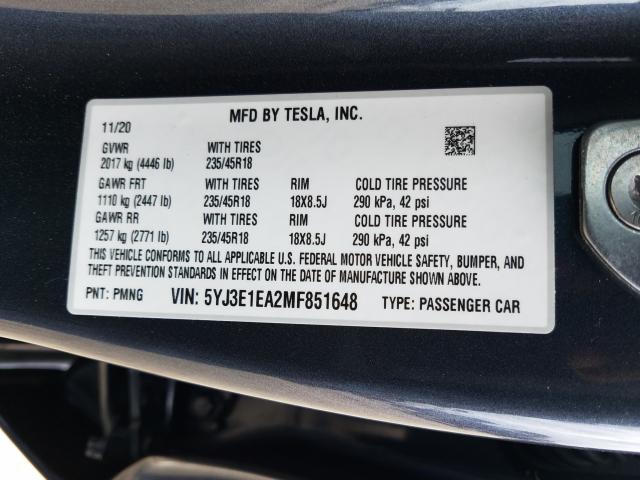 MFD BY TESLA, INC.
11/20
GVWR WITH TIRES
2017 kg (4446 lb) 235/45R18
GAWR FRT WITH TIRES RIM COLD TIRE PRESSURE
1110 kg (2447 lb) 235/45R18 18X8.5J 290 kPa, 42 psi
GAWR RR WITH TIRES RIM COLD TIRE PRESSURE
1257 kg (2771 lb) 235/45R18 18X8.5J 290 kPa, 42 psi
THIS VEHICLE CONFORMS TO ALL APPLICABLE U.S. FEDERAL MOTOR VEHICLE SAFETY, BUMPER, AND
THEFT PREVENTION STANDARDS IN EFFECT ON THE DATE OF MANUFACTURE SHOWN ABOVE.
PNT: PMNG VIN: 5YJ3E1EA2MF851648 TYPE: PASSENGER CAR